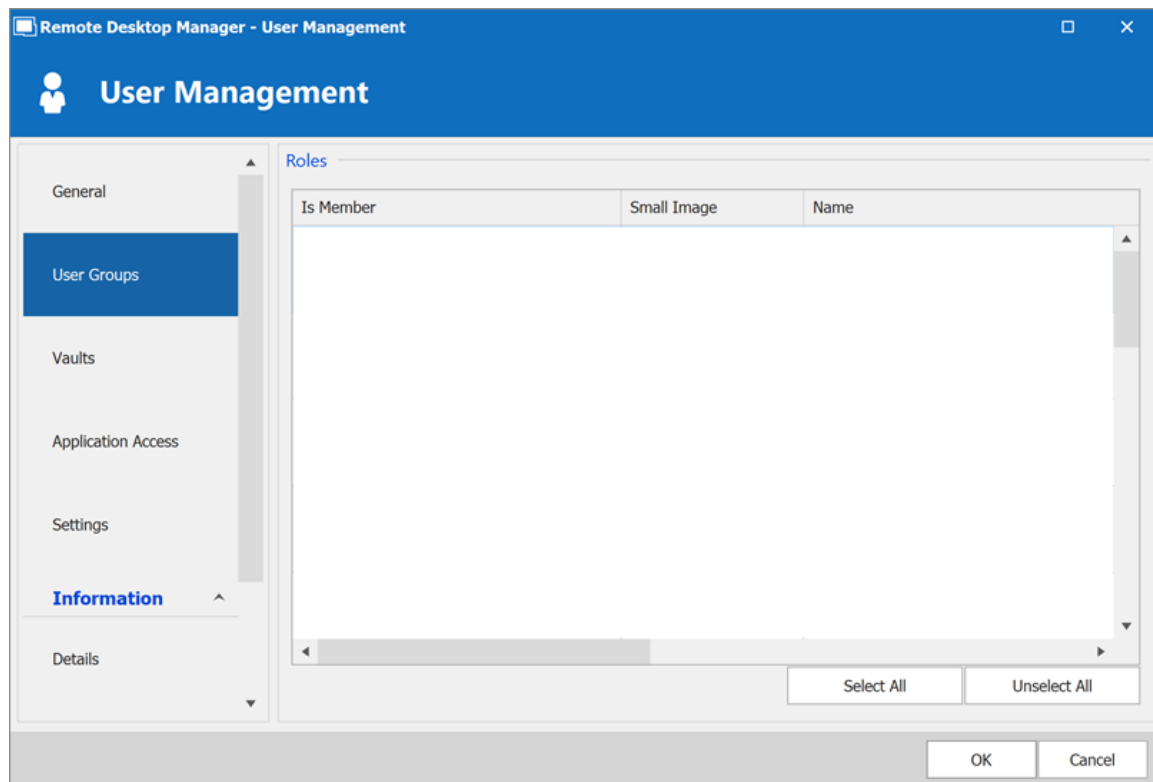 Remote Desktop Manager - User Management
User Management
General
User Groups
Vaults
Application Access
Settings
Information
Details
Roles
Is Member Small Image Name
Select All Unselect All
OK Cancel